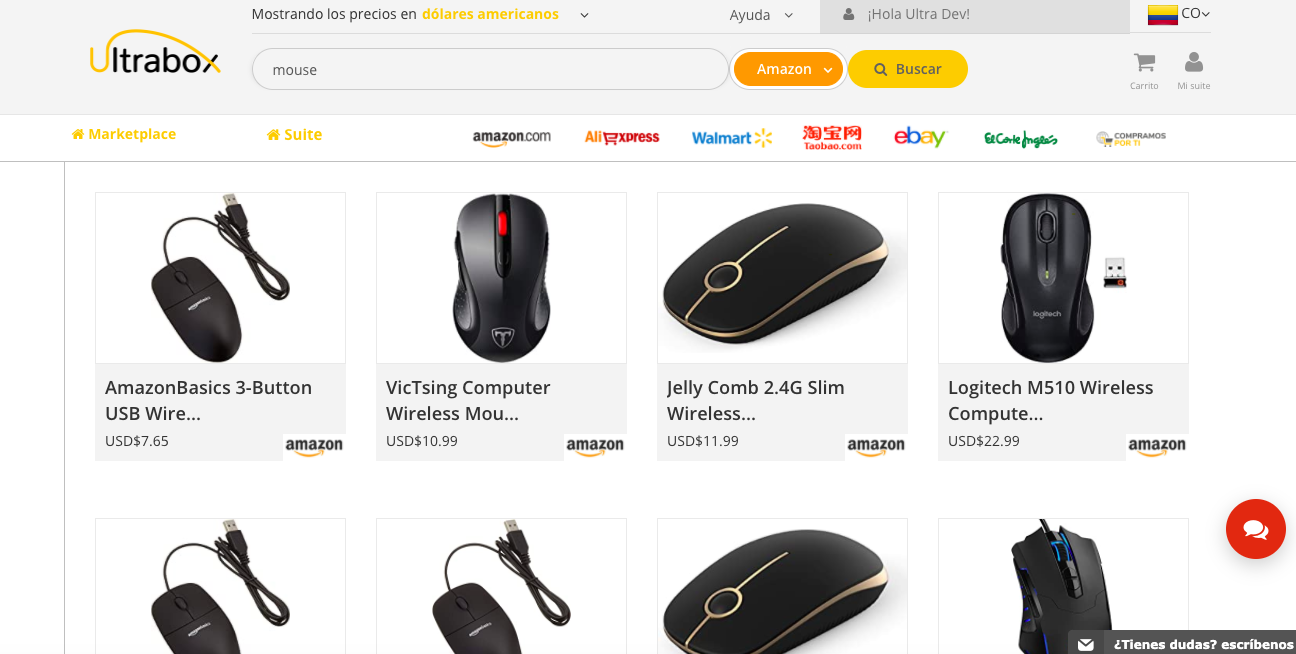 Mostrando los precios en dólares americanos
Ayuda
¡Hola Ultra Dev!
CO
Ultrabox
mouse
Amazon
Buscar
Carrito
Mi suite
Marketplace
Suite
amazon.com
AliExpress
Walmart
淘宝网
Taobao.com
ebay
El Corte Inglés
COMPRAMOS
POR TI
logitech
AmazonBasics 3-Button
USB Wire...
USD$7.65
amazon
VicTsing Computer
Wireless Mou...
USD$10.99
amazon
Jelly Comb 2.4G Slim
Wireless...
USD$11.99
amazon
Logitech M510 Wireless
Compute...
USD$22.99
amazon
¿Tienes dudas? escríbenos